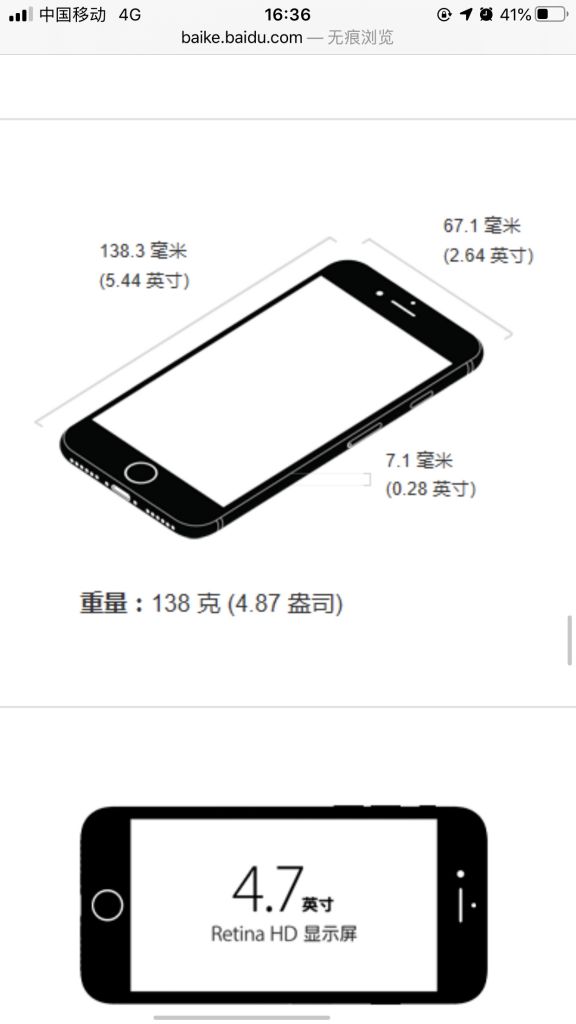 中国移动 4G 16:36 41%
baike.baidu.com — 无痕浏览
67.1 毫米
(2.64 英寸)
138.3 毫米
(5.44 英寸)
7.1 毫米
(0.28 英寸)
重量：138 克 (4.87 盎司)
4.7英寸
Retina HD 显示屏